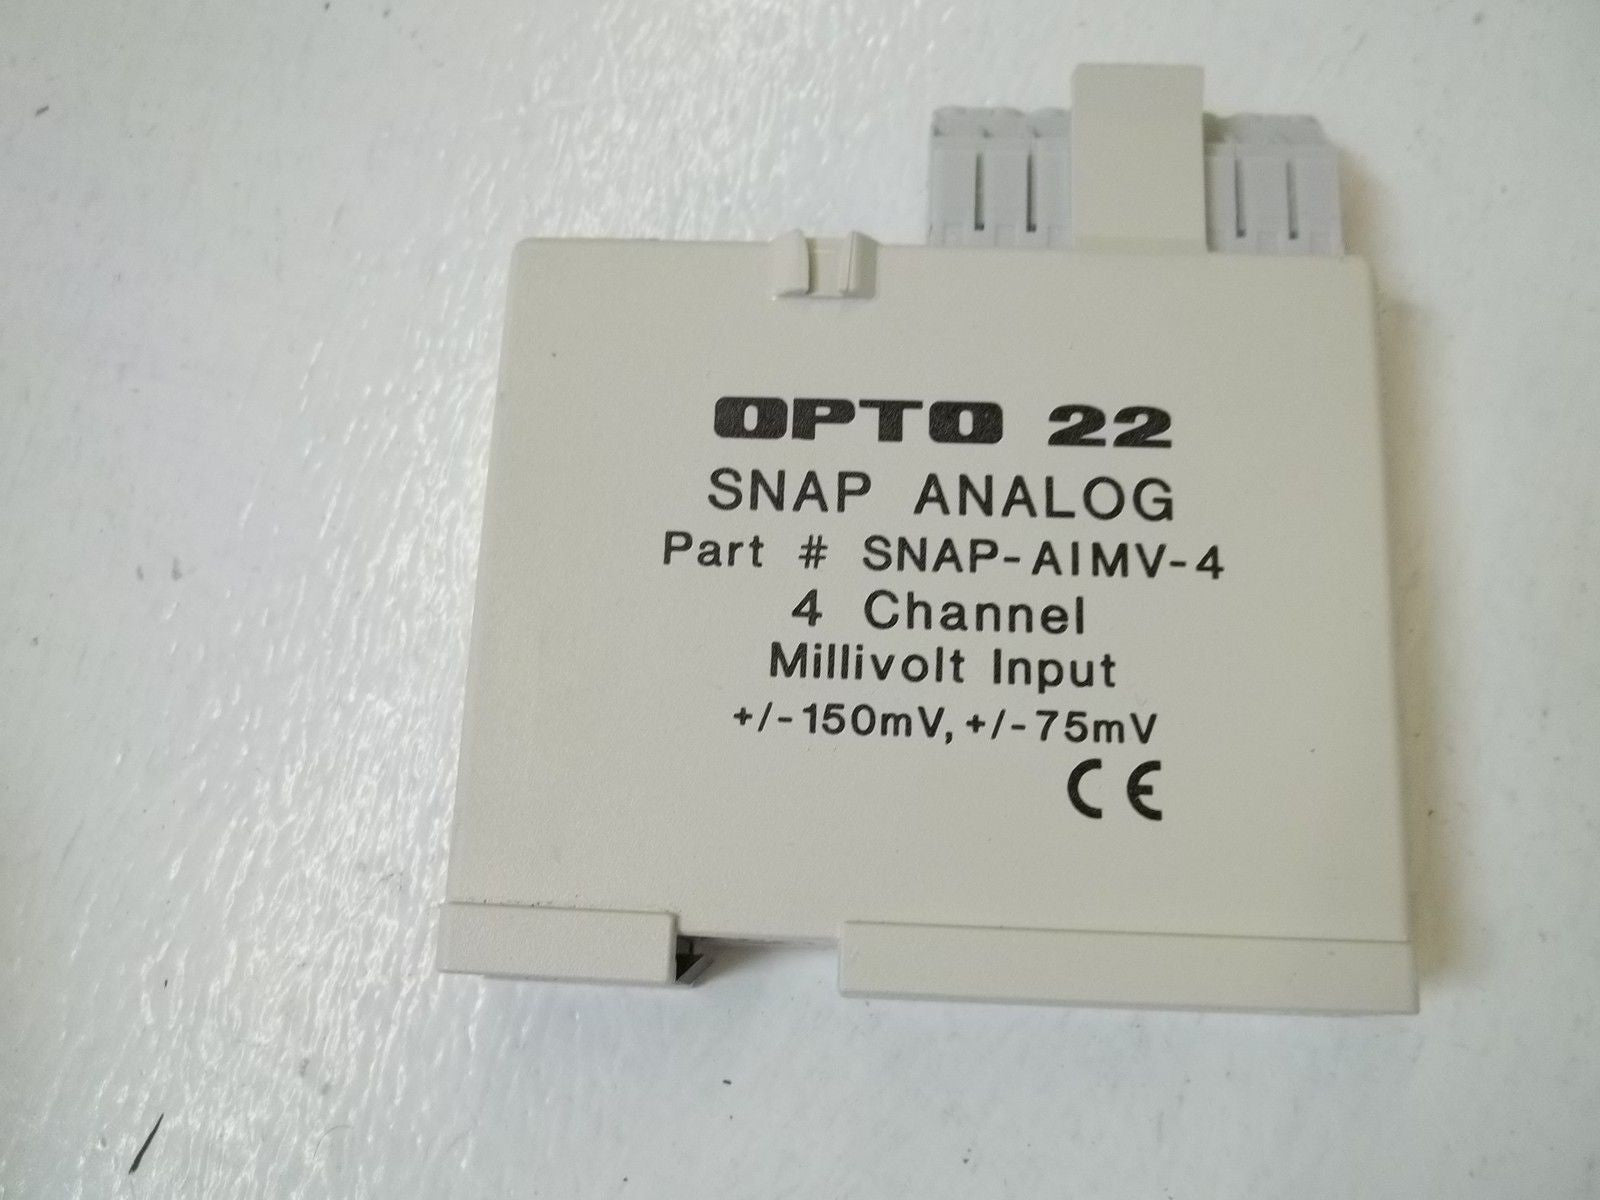 OPTO 22
SNAP ANALOG
Part # SNAP-AIMV-4
4 Channel
Millivolt Input
+/-150mV, +/-75mV
CE